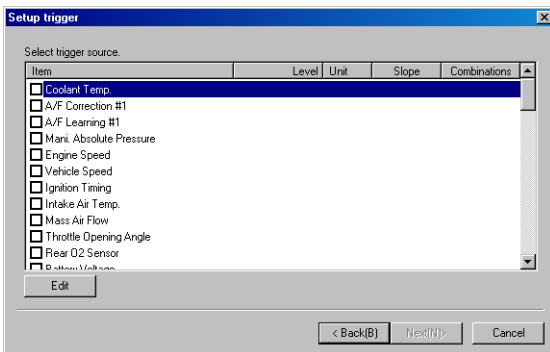 Setup trigger
Select trigger source.
Item Level Unit Slope Combinations
Coolant Temp.
A/F Correction #1
A/F Learning #1
Mani. Absolute Pressure
Engine Speed
Vehicle Speed
Ignition Timing
Intake Air Temp.
Mass Air Flow
Throttle Opening Angle
Rear O2 Sensor
Battery Voltage
Edit
< Back(B) Next(N)> Cancel